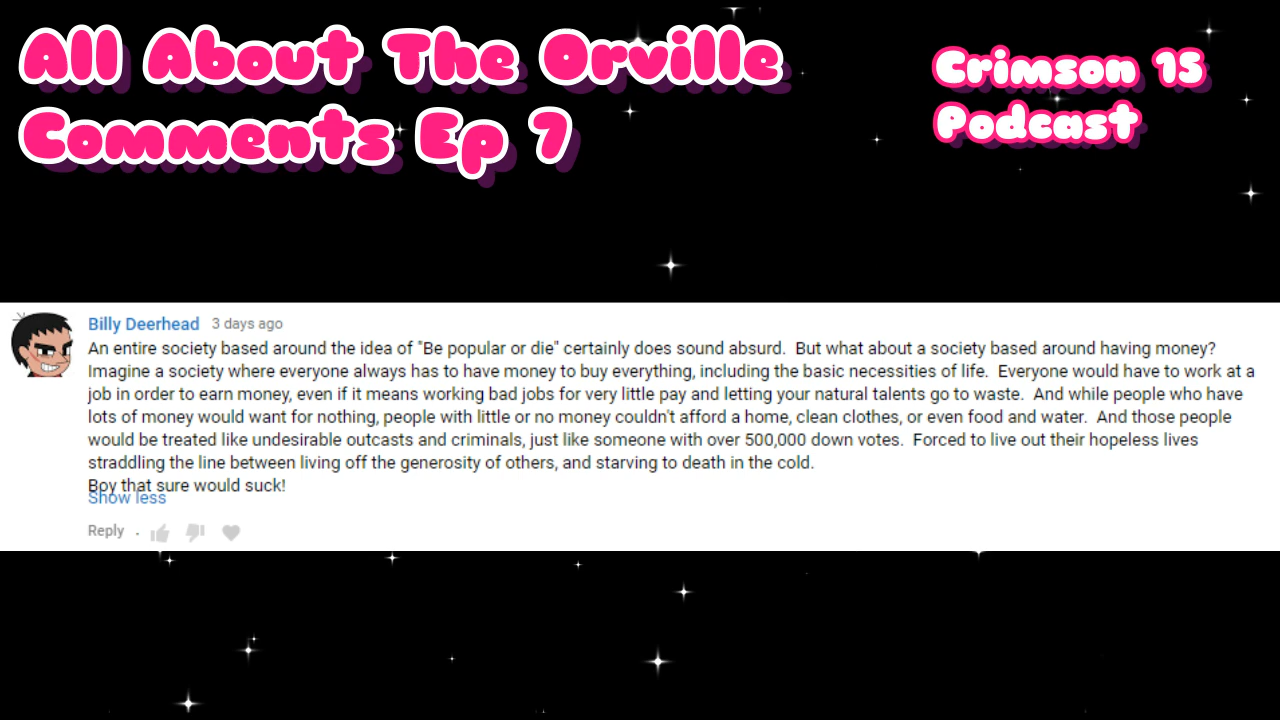 All About The Orville
Comments Ep 7
Crimson 15
Podcast
Billy Deerhead 3 days ago
An entire society based around the idea of "Be popular or die" certainly does sound absurd.  But what about a society based around having money?
Imagine a society where everyone always has to have money to buy everything, including the basic necessities of life.  Everyone would have to work at a
job in order to earn money, even if it means working bad jobs for very little pay and letting your natural talents go to waste.  And while people who have
lots of money would want for nothing, people with little or no money couldn't afford a home, clean clothes, or even food and water.  And those people
would be treated like undesirable outcasts and criminals, just like someone with over 500,000 down votes.  Forced to live out their hopeless lives
straddling the line between living off the generosity of others, and starving to death in the cold.
Boy that sure would suck!
Show less
Reply .